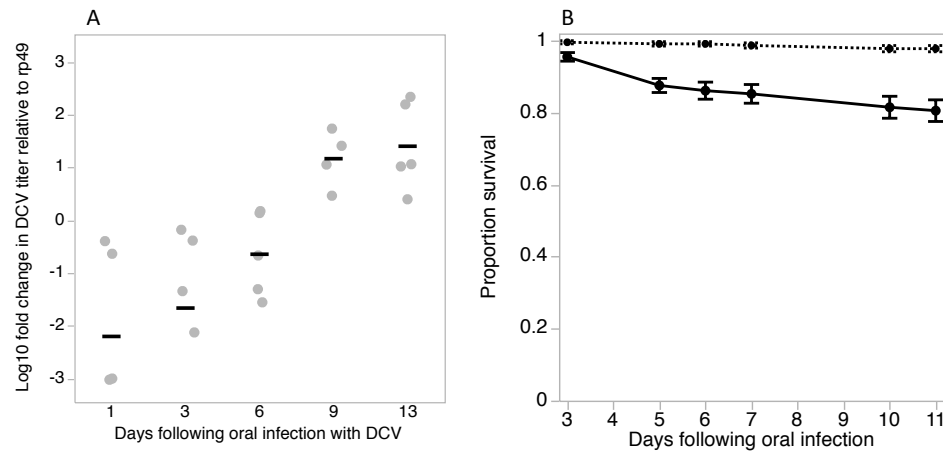 A
Log10 fold change in DCV titer relative to rp49
3
2
1
0
-1
-2
-3
1 3 6 9 13
Days following oral infection with DCV
B
Proportion survival
1
0.8
0.6
0.4
0.2
0
3 4 5 6 7 8 9 10 11
Days following oral infection